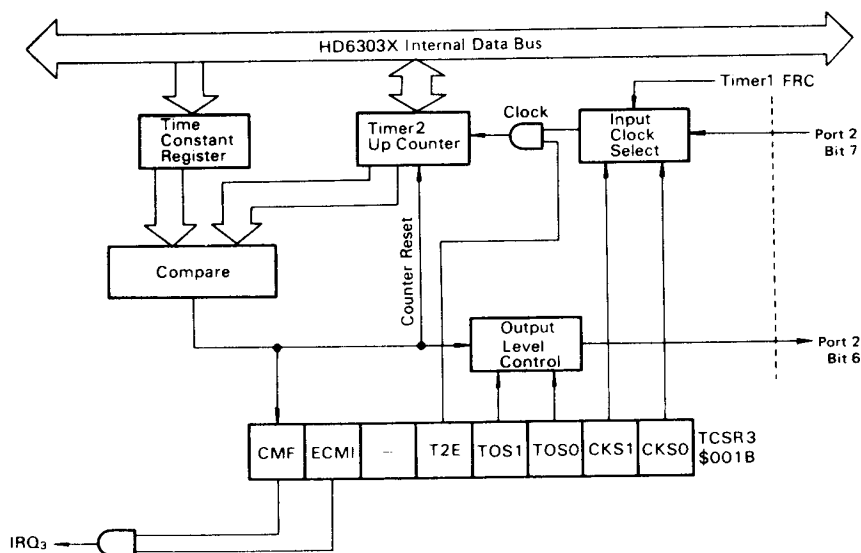 HD6303X Internal Data Bus
Timer1 FRC
Time
Constant
Register
Timer2
Up Counter
Clock
Input
Clock
Select
Port 2
Bit 7
Compare
Counter Reset
Output
Level
Control
Port 2
Bit 6
CMF
ECMI
–
T2E
TOS1
TOS0
CKS1
CKS0
TCSR3
$001B
IRQ₃